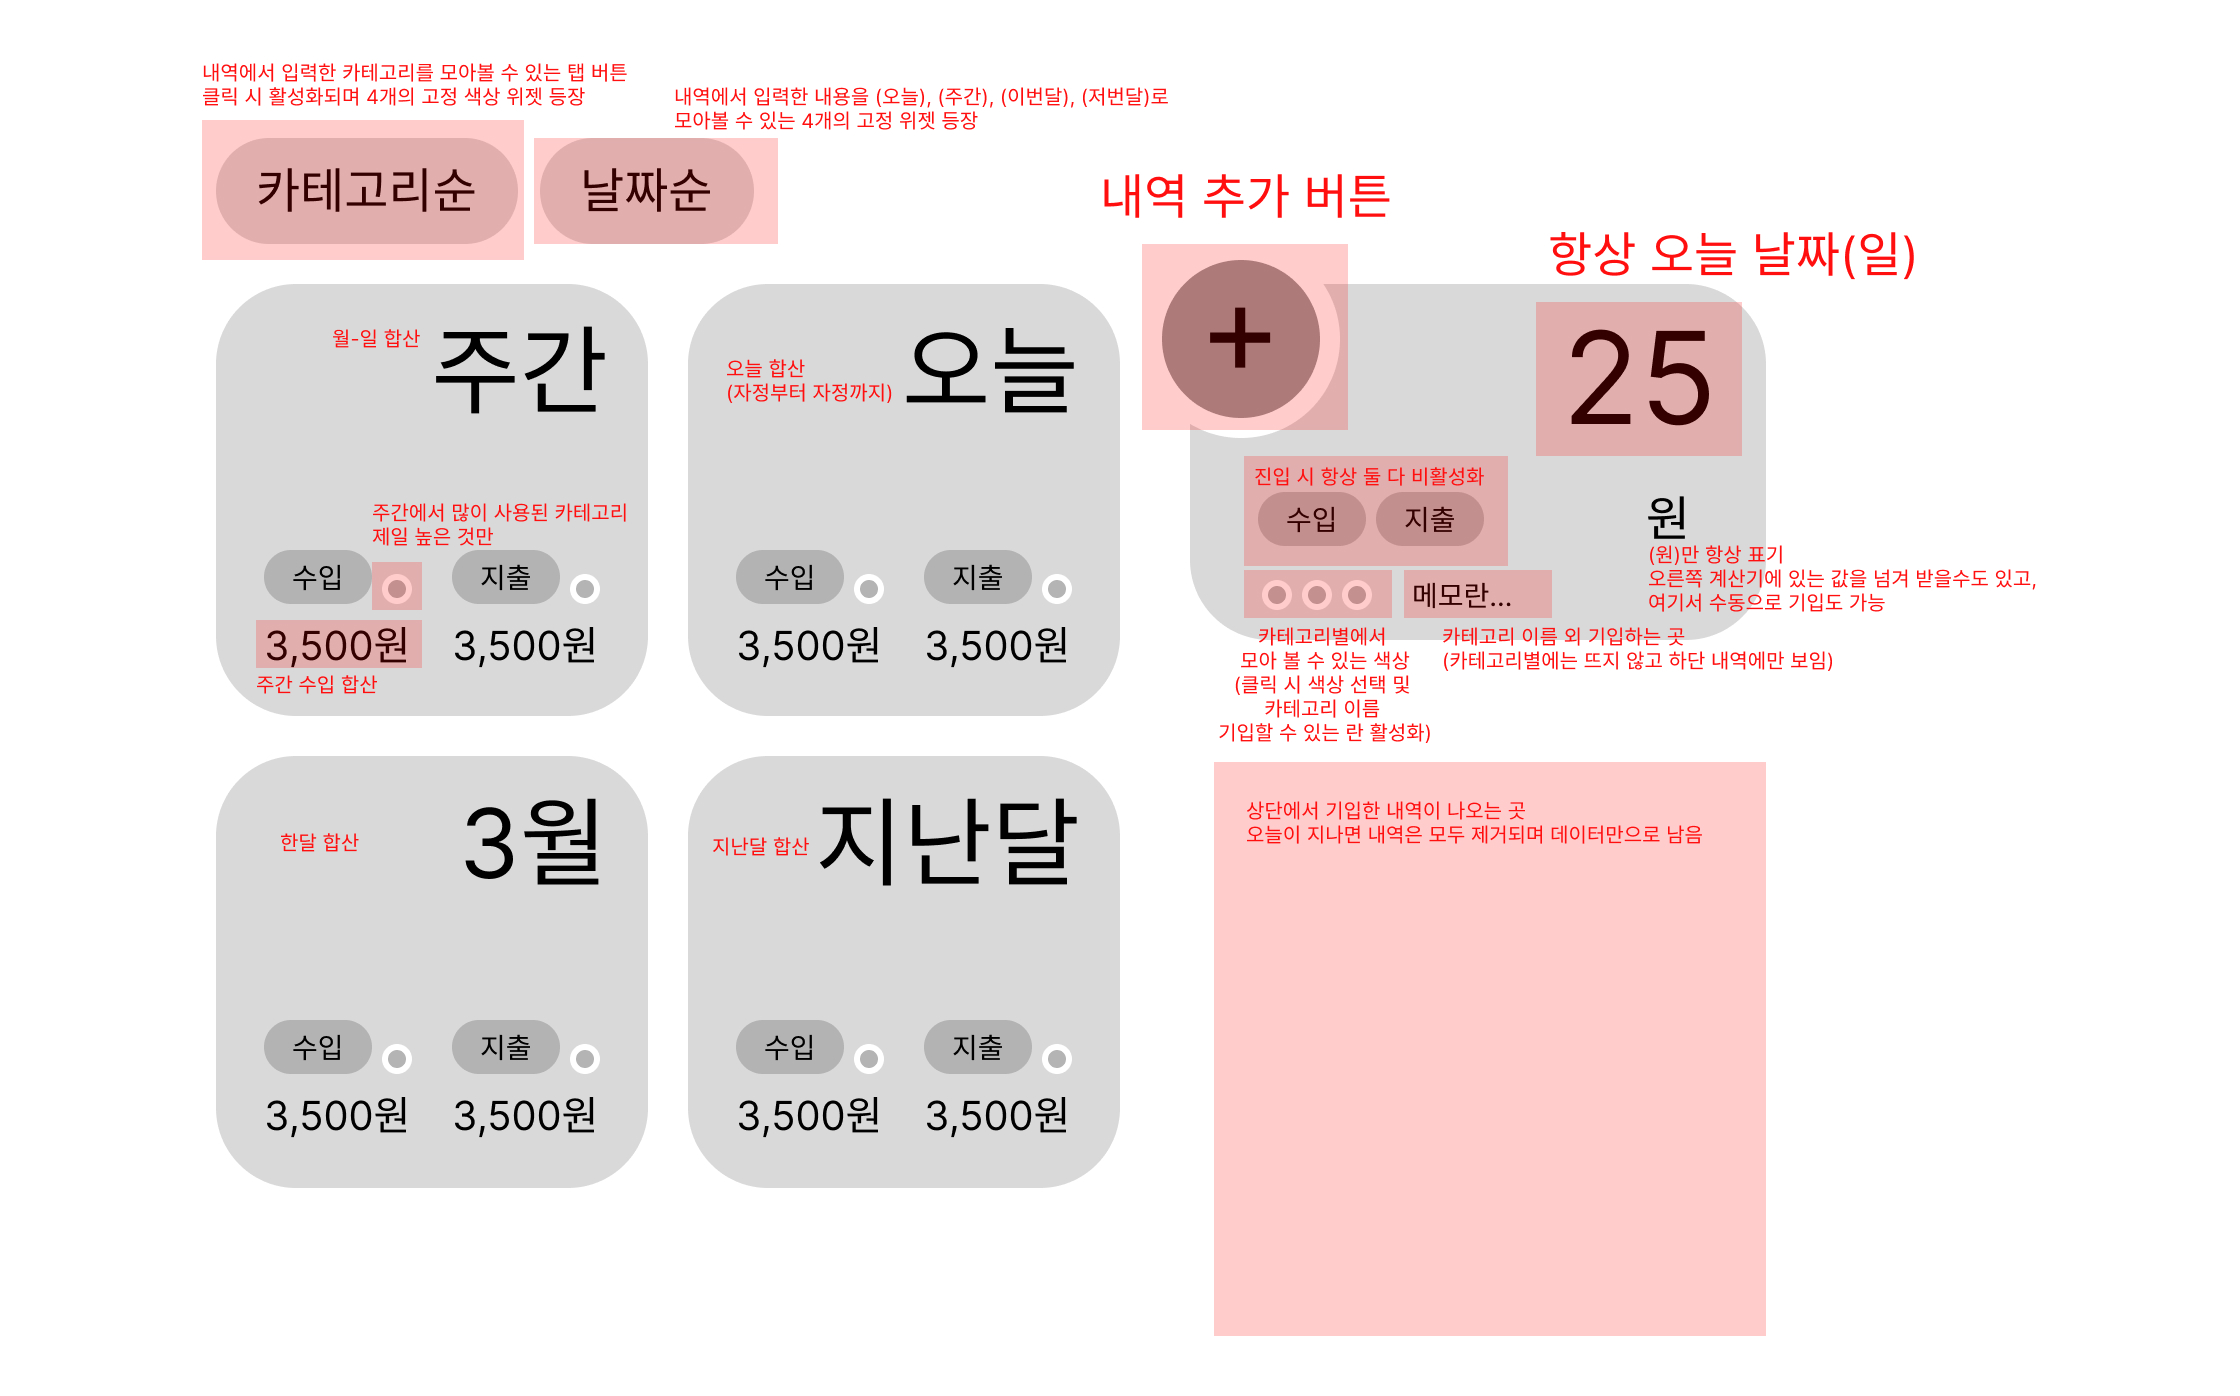 내역에서 입력한 카테고리를 모아볼 수 있는 탭 버튼
클릭 시 활성화되며 4개의 고정 색상 위젯 등장
내역에서 입력한 내용을 (오늘), (주간), (이번달), (저번달)로
모아볼 수 있는 4개의 고정 위젯 등장
카테고리순
날짜순
내역 추가 버튼
항상 오늘 날짜(일)
월-일 합산
주간
주간에서 많이 사용된 카테고리
제일 높은 것만
수입
지출
3,500원
3,500원
주간 수입 합산
오늘 합산
(자정부터 자정까지)
오늘
수입
지출
3,500원
3,500원
+
25
진입 시 항상 둘 다 비활성화
수입
지출
원
(원)만 항상 표기
오른쪽 계산기에 있는 값을 넘겨 받을수도 있고,
여기서 수동으로 기입도 가능
메모란...
카테고리별에서
모아 볼 수 있는 색상
(클릭 시 색상 선택 및
카테고리 이름
기입할 수 있는 란 활성화)
카테고리 이름 외 기입하는 곳
(카테고리별에는 뜨지 않고 하단 내역에만 보임)
한달 합산
3월
수입
지출
3,500원
3,500원
지난달 합산
지난달
수입
지출
3,500원
3,500원
상단에서 기입한 내역이 나오는 곳
오늘이 지나면 내역은 모두 제거되며 데이터만으로 남음